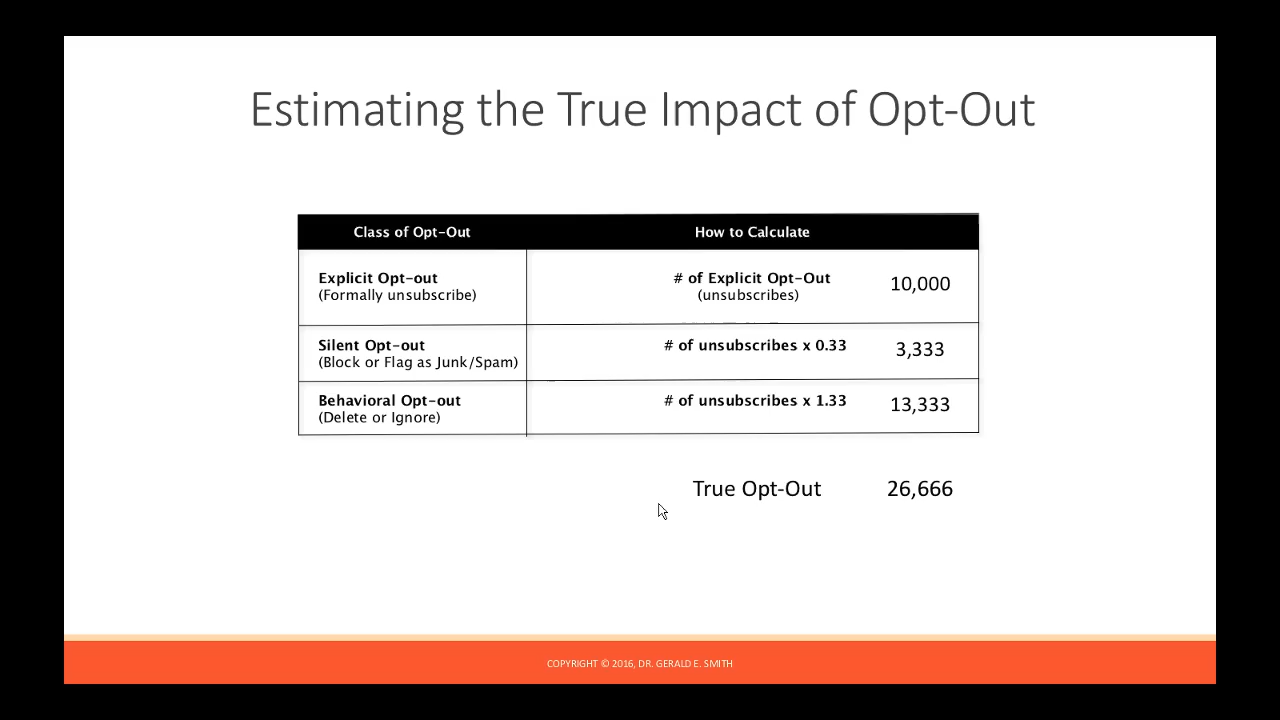 Estimating the True Impact of Opt-Out
Class of Opt-Out How to Calculate
Explicit Opt-out
(Formally unsubscribe)
# of Explicit Opt-Out
(unsubscribes)
10,000
Silent Opt-out
(Block or Flag as Junk/Spam)
# of unsubscribes x 0.33
3,333
Behavioral Opt-out
(Delete or Ignore)
# of unsubscribes x 1.33
13,333
True Opt-Out 26,666
COPYRIGHT © 2016, DR. GERALD E. SMITH